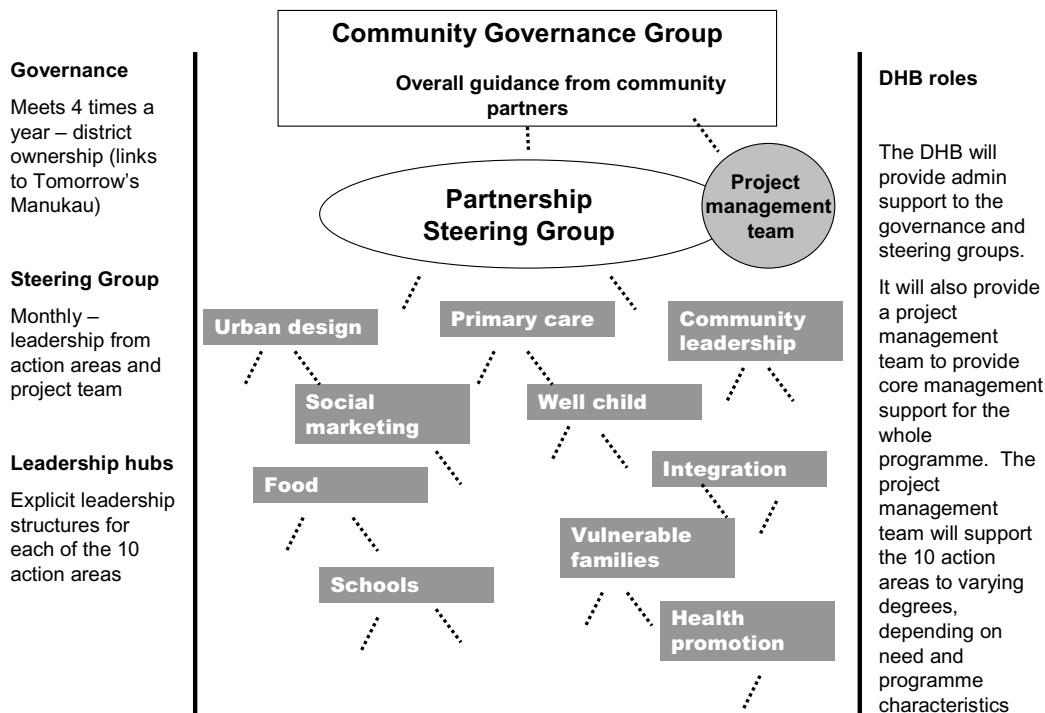 Community Governance Group
Overall guidance from community
partners
Governance
Meets 4 times a
year – district
ownership (links
to Tomorrow’s
Manukau)
Steering Group
Monthly –
leadership from
action areas and
project team
Leadership hubs
Explicit leadership
structures for
each of the 10
action areas
Partnership
Steering Group
Project
management
team
Urban design
Primary care
Community
leadership
Social
marketing
Well child
Food
Integration
Vulnerable
families
Schools
Health
promotion
DHB roles
The DHB will
provide admin
support to the
governance and
steering groups.
It will also provide
a project
management
team to provide
core management
support for the
whole
programme. The
project
management
team will support
the 10 action
areas to varying
degrees,
depending on
need and
programme
characteristics